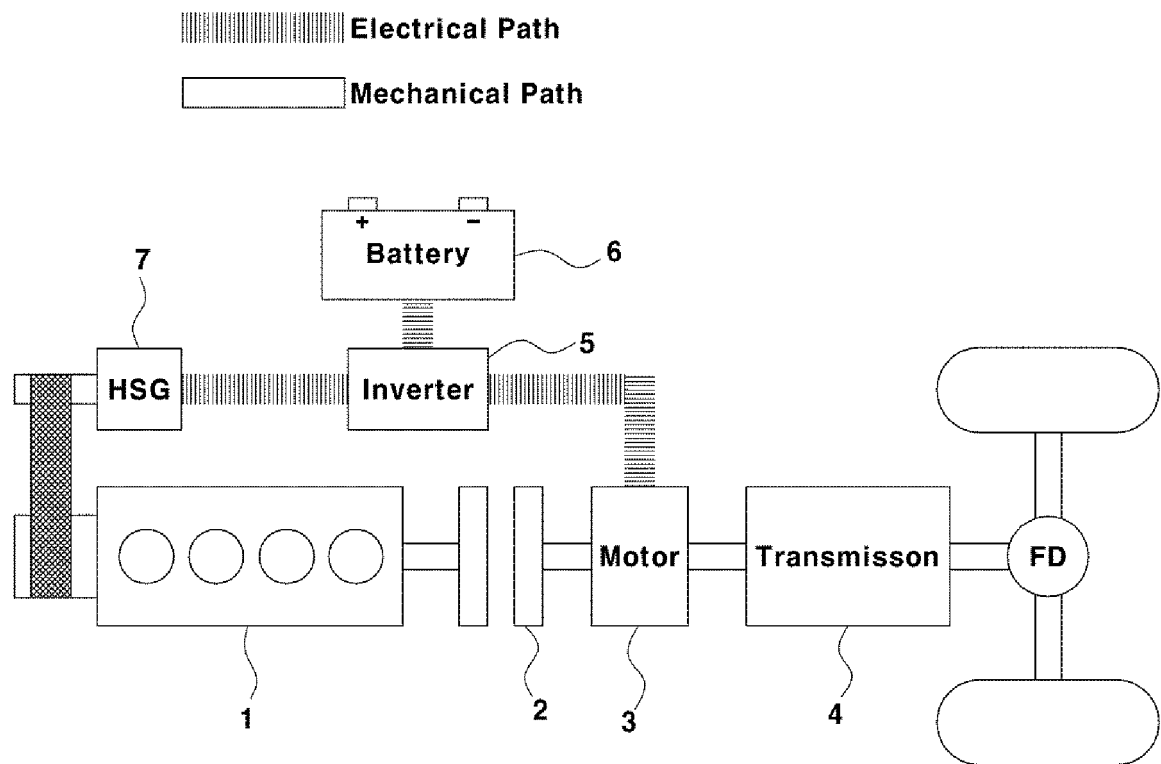 Electrical Path
Mechanical Path
+ −
Battery
6
7
5
HSG
Inverter
Motor
Transmisson
FD
1
2
3
4